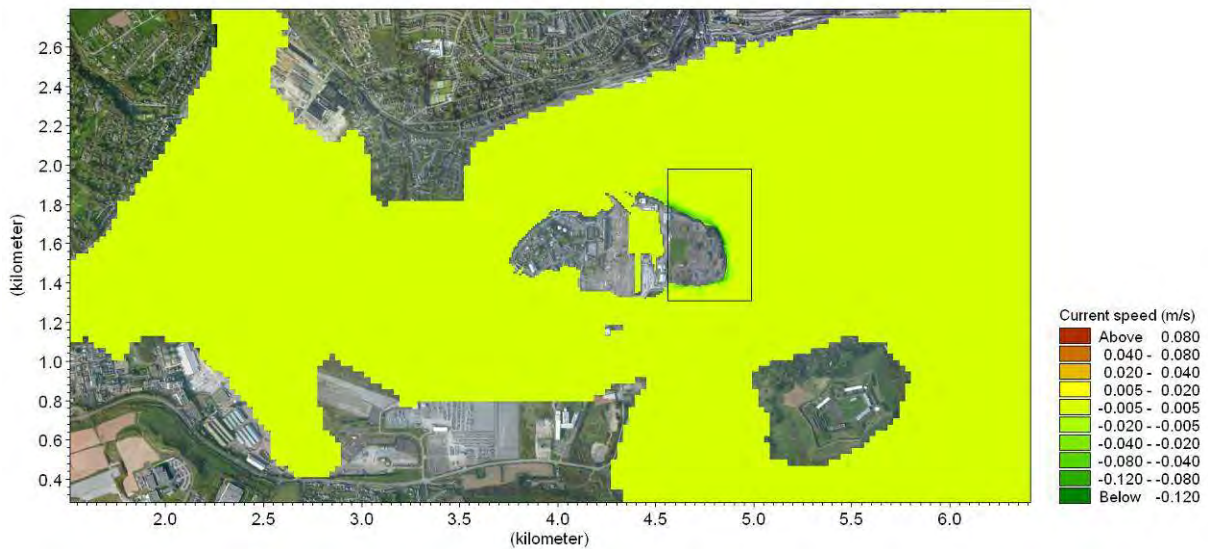 2.6
2.4
2.2
2.0
1.8
1.6
1.4
1.2
1.0
0.8
0.6
0.4
(kilometer)
2.0 2.5 3.0 3.5 4.0 4.5 5.0 5.5 6.0
(kilometer)
Current speed (m/s)
Above 0.080
0.040 - 0.080
0.020 - 0.040
0.005 - 0.020
-0.005 - 0.005
-0.020 - -0.005
-0.040 - -0.020
-0.080 - -0.040
-0.120 - -0.080
Below -0.120